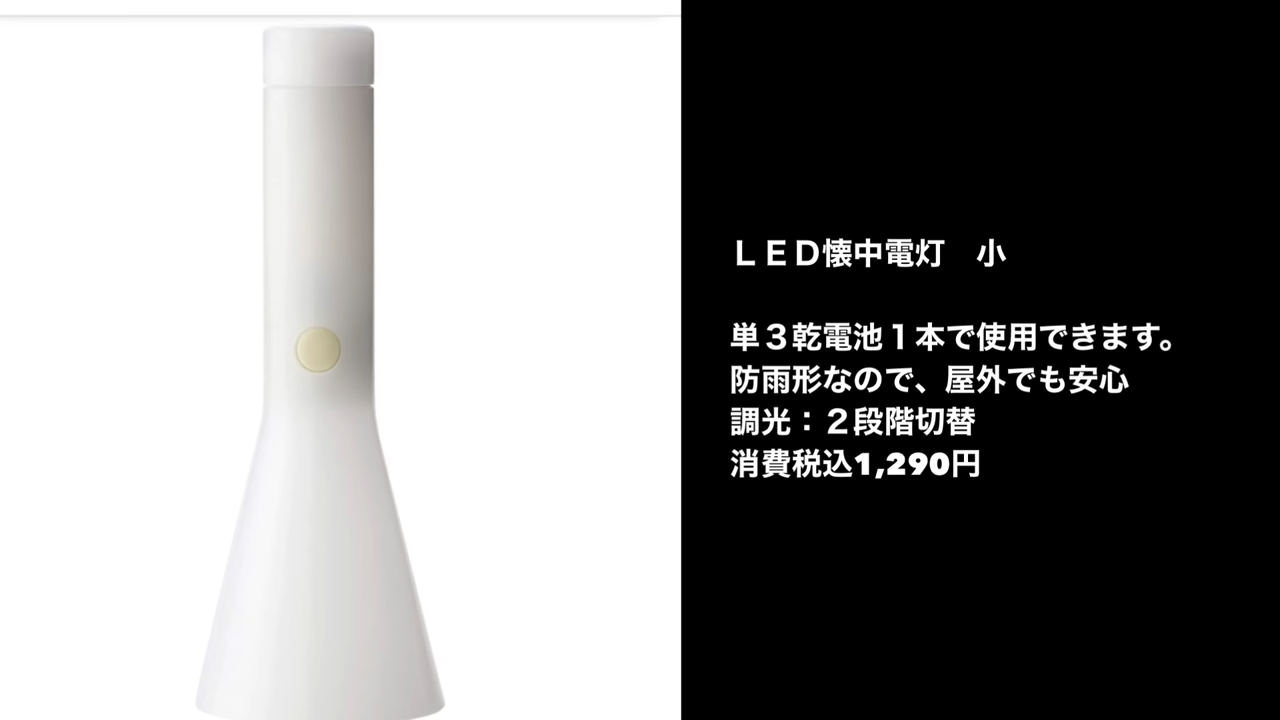 ＬＥＤ懐中電灯　小
単３乾電池１本で使用できます。
防雨形なので、屋外でも安心
調光：２段階切替
消費税込1,290円